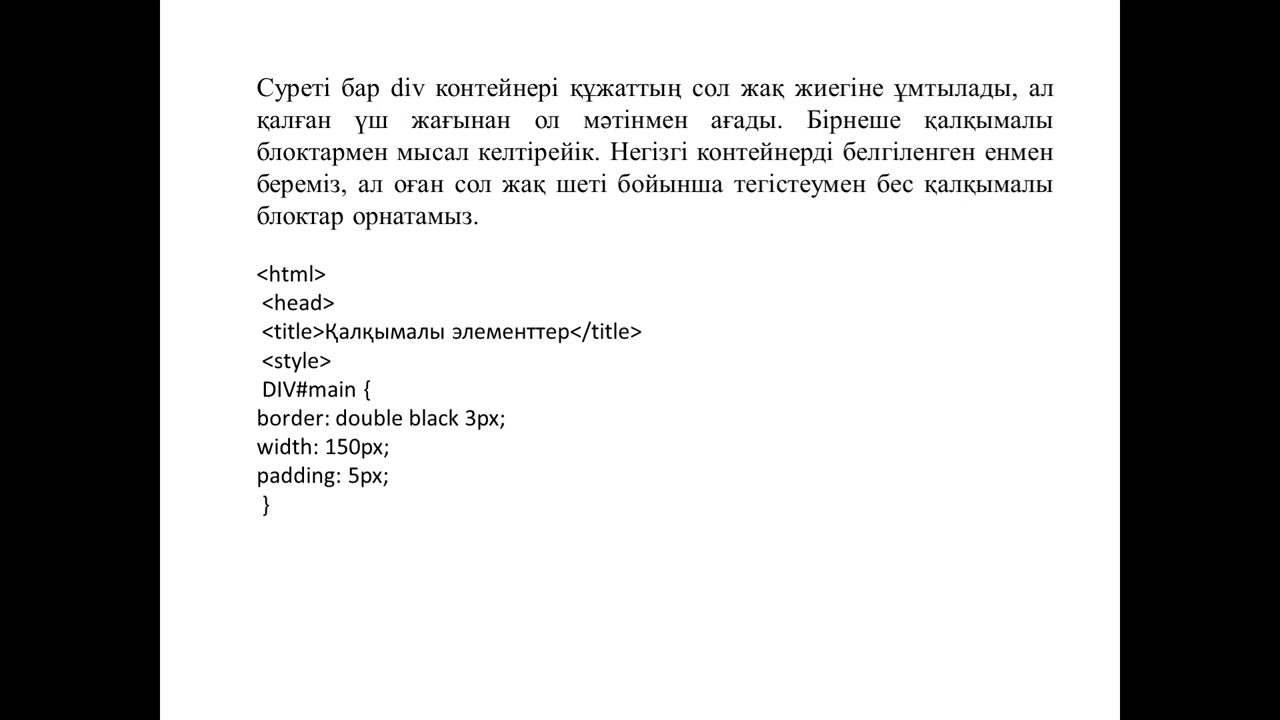 Суреті бар div контейнері құжаттың сол жақ жиегіне ұмтылады, ал
қалған үш жағынан ол мәтінмен ағады. Бірнеше қалқымалы
блоктармен мысал келтірейік. Негізгі контейнерді белгіленген енмен
береміз, ал оған сол жақ шеті бойынша тегістеумен бес қалқымалы
блоктар орнатамыз.
<html>
<head>
<title>Қалқымалы элементтер</title>
<style>
DIV#main {
border: double black 3px;
width: 150px;
padding: 5px;
}